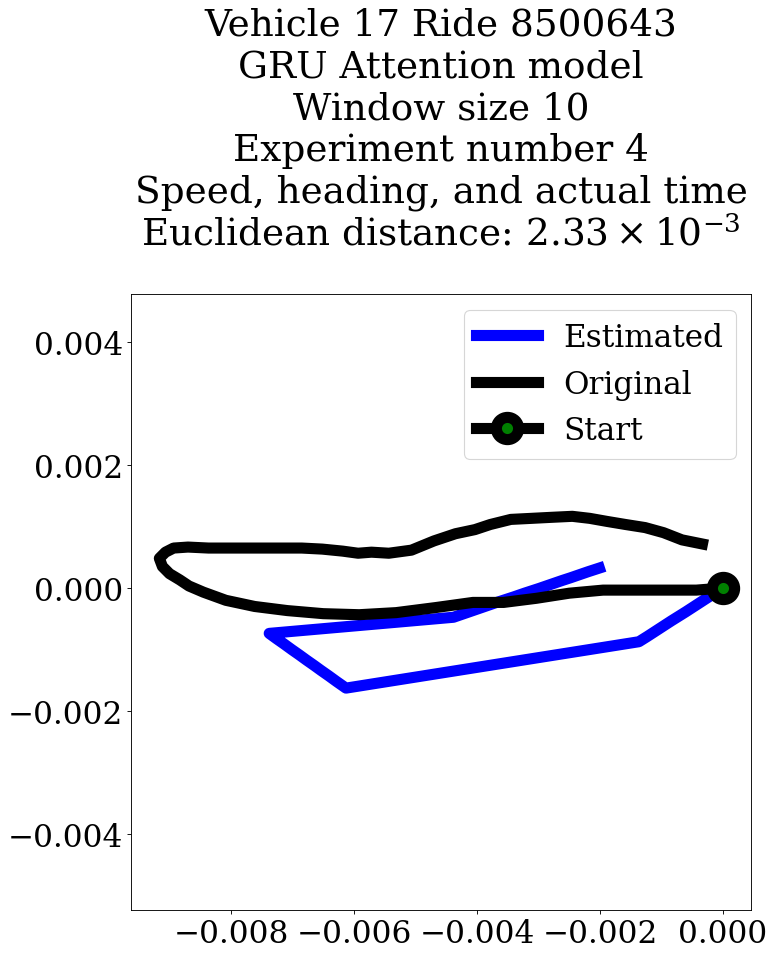 Vehicle 17 Ride 8500643
GRU Attention model
Window size 10
Experiment number 4
Speed, heading, and actual time
Euclidean distance: 2.33 × 10⁻³
Estimated
Original
Start
0.004
0.002
0.000
−0.002
−0.004
−0.008 −0.006 −0.004 −0.002 0.000